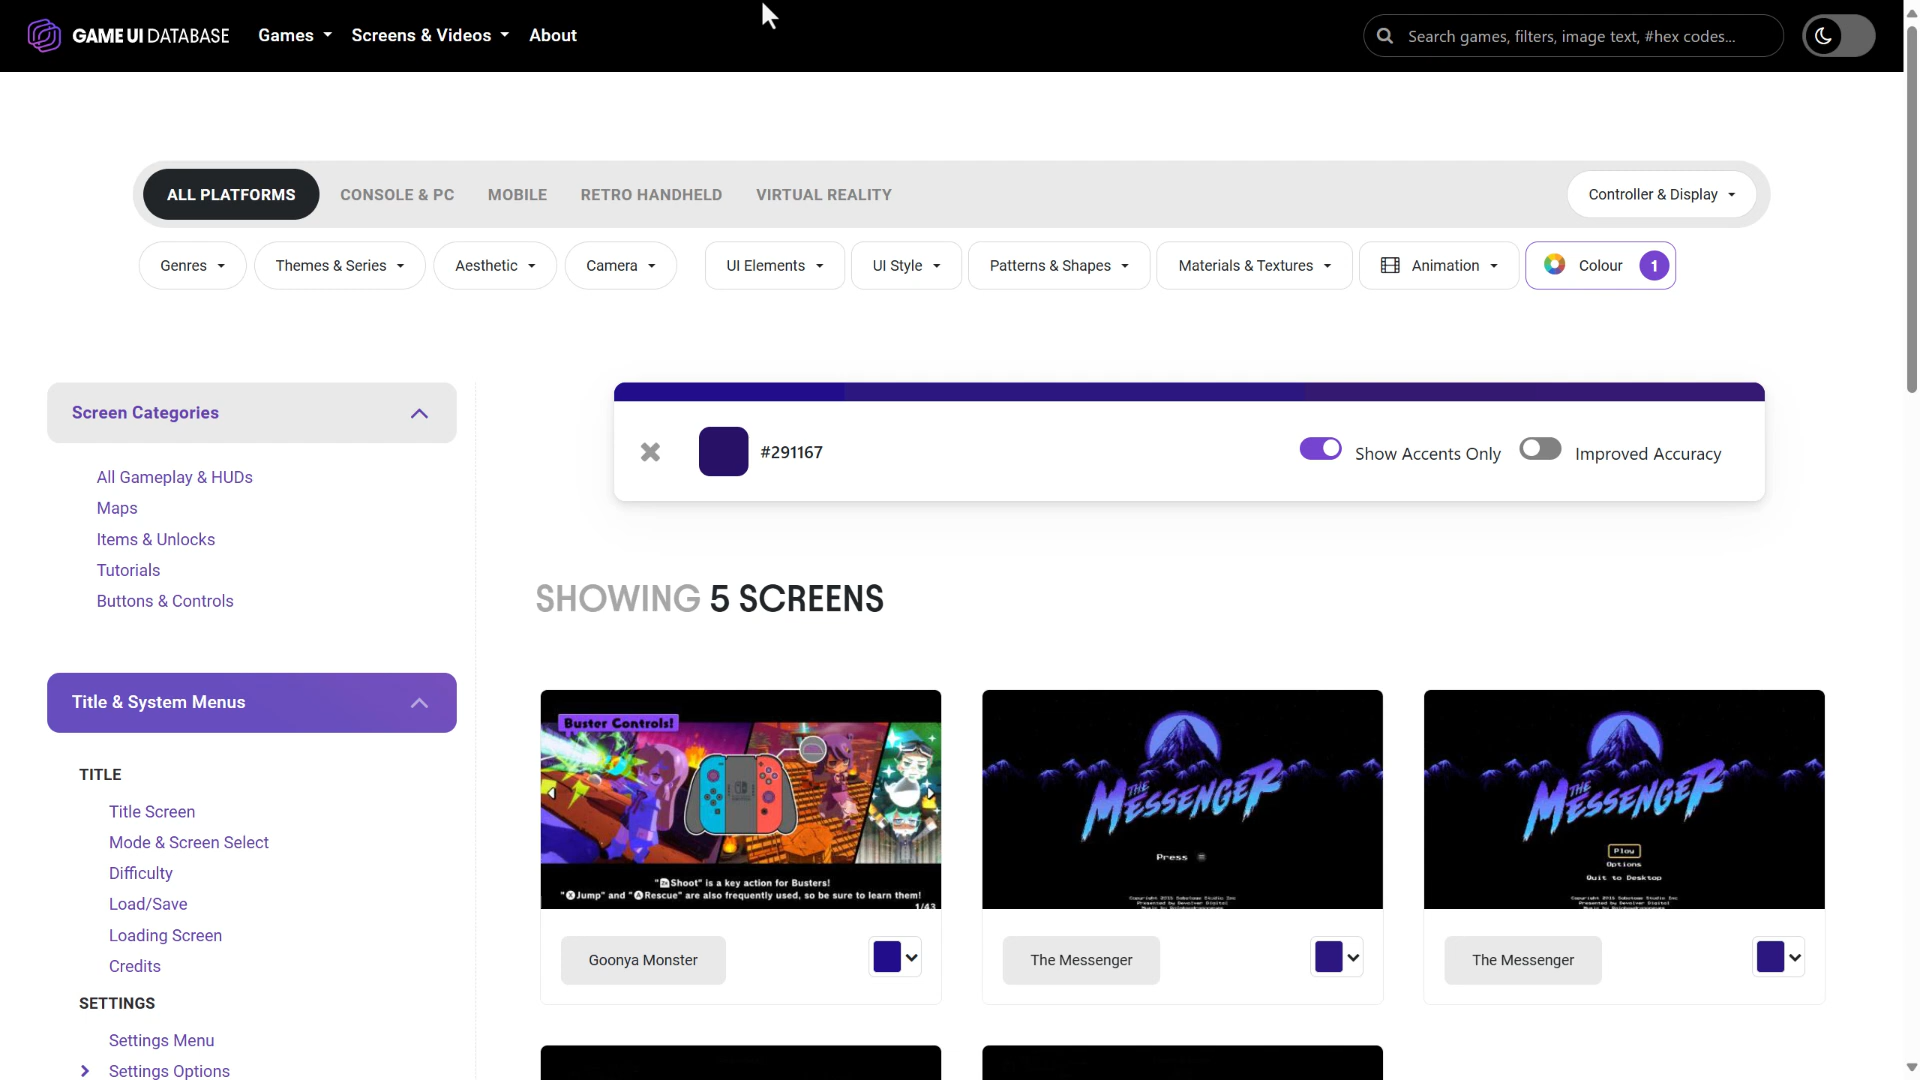 GAME UI DATABASE
Games
Screens & Videos
About
Search games, filters, image text, #hex codes...
ALL PLATFORMS
CONSOLE & PC
MOBILE
RETRO HANDHELD
VIRTUAL REALITY
Controller & Display
Genres
Themes & Series
Aesthetic
Camera
UI Elements
UI Style
Patterns & Shapes
Materials & Textures
Animation
Colour
1
Screen Categories
All Gameplay & HUDs
Maps
Items & Unlocks
Tutorials
Buttons & Controls
Title & System Menus
TITLE
Title Screen
Mode & Screen Select
Difficulty
Load/Save
Loading Screen
Credits
SETTINGS
Settings Menu
Settings Options
#291167
Show Accents Only
Improved Accuracy
SHOWING 5 SCREENS
Buster Controls!
"Shoot" is a key action for Busters!
"XJump" and "ARescue" are also frequently used, so be sure to learn them!
1/43
Goonya Monster
THE MESSENGER
Press
The Messenger
THE MESSENGER
Play
Options
Quit to Desktop
The Messenger